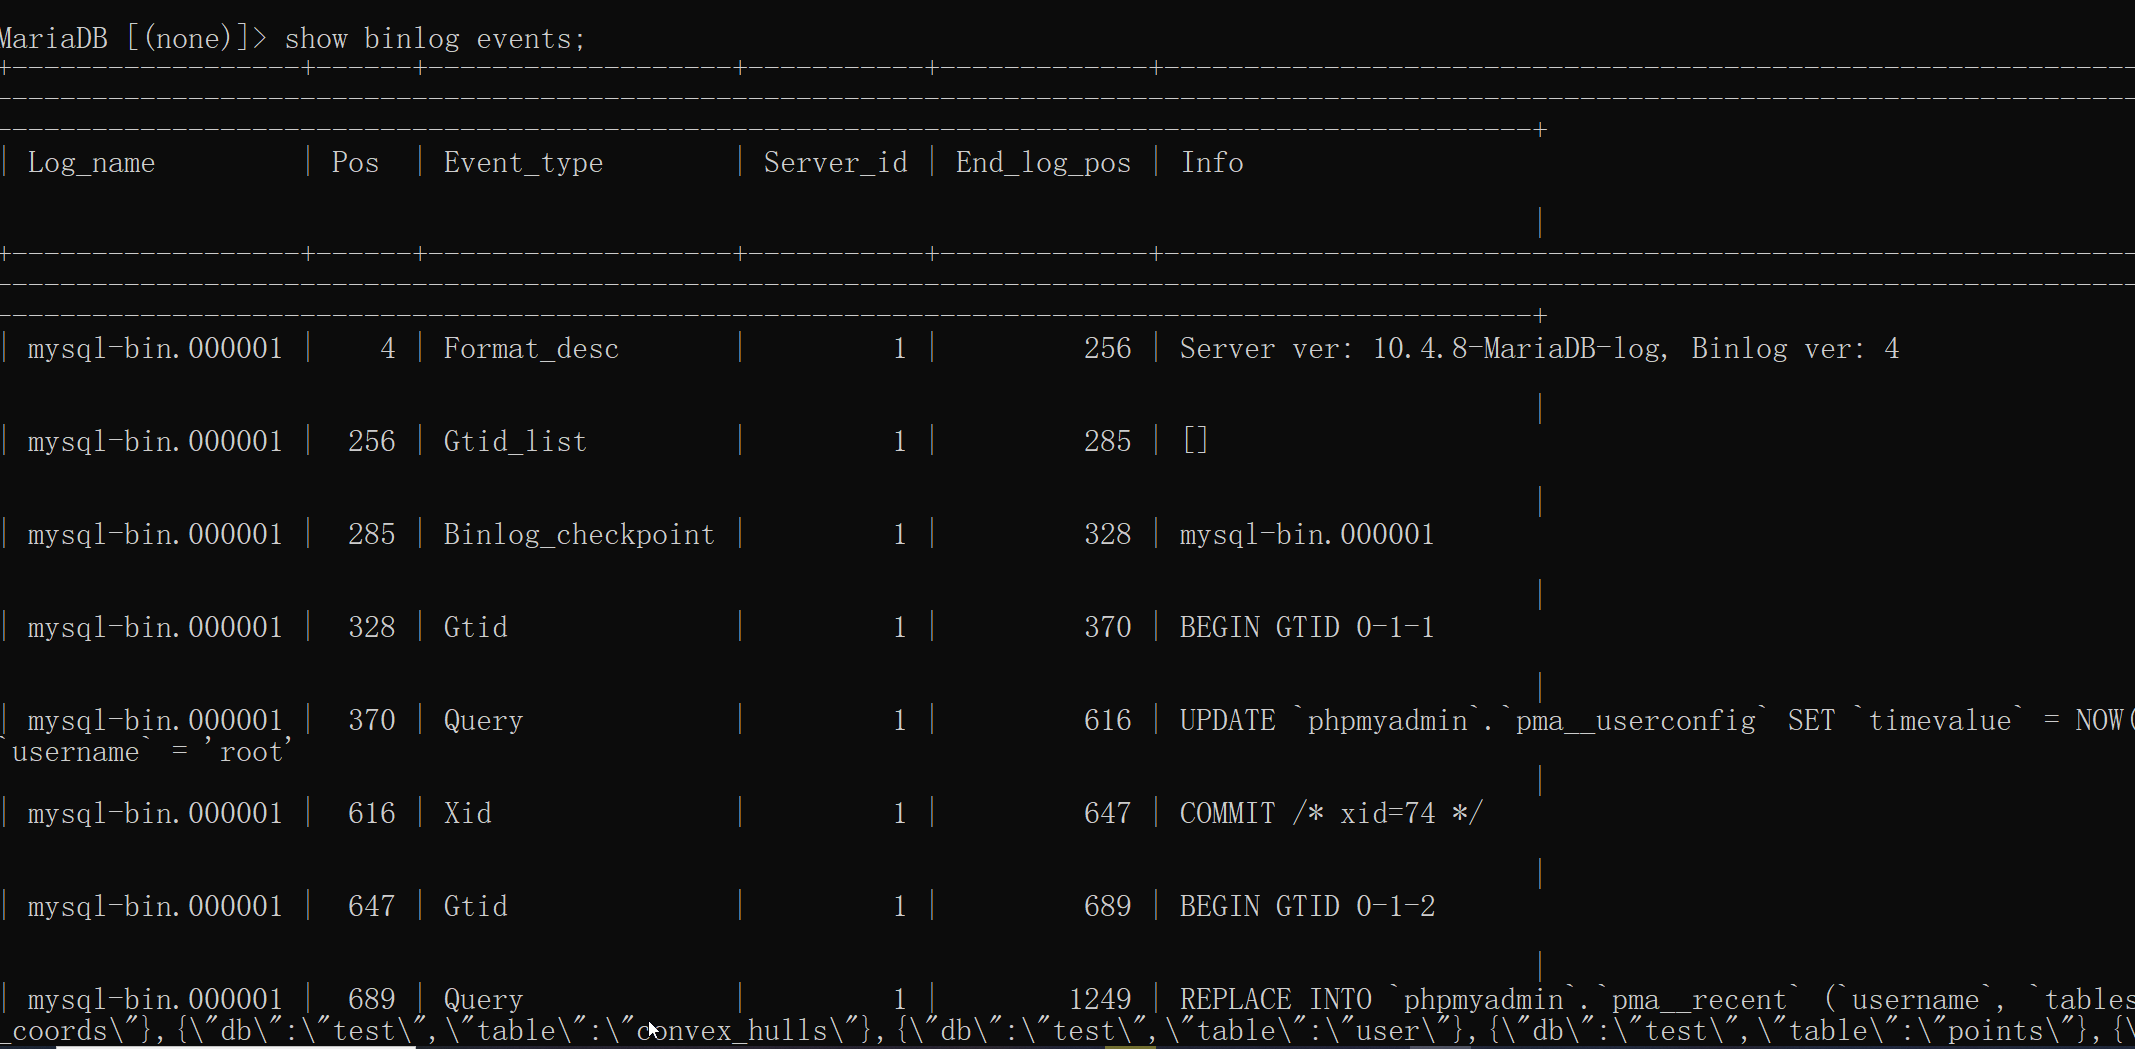 MariaDB [(none)]> show binlog events;
| Log_name | Pos | Event_type | Server_id | End_log_pos | Info |
| mysql-bin.000001 | 4 | Format_desc | 1 | 256 | Server ver: 10.4.8-MariaDB-log, Binlog ver: 4 |
| mysql-bin.000001 | 256 | Gtid_list | 1 | 285 | [] |
| mysql-bin.000001 | 285 | Binlog_checkpoint | 1 | 328 | mysql-bin.000001 |
| mysql-bin.000001 | 328 | Gtid | 1 | 370 | BEGIN GTID 0-1-1 |
| mysql-bin.000001 | 370 | Query | 1 | 616 | UPDATE `phpmyadmin`.`pma__userconfig` SET `timevalue` = NOW(
`username` = 'root' |
| mysql-bin.000001 | 616 | Xid | 1 | 647 | COMMIT /* xid=74 */ |
| mysql-bin.000001 | 647 | Gtid | 1 | 689 | BEGIN GTID 0-1-2 |
| mysql-bin.000001 | 689 | Query | 1 | 1249 | REPLACE INTO `phpmyadmin`.`pma__recent` (`username`, `tables
_coords\"},{\"db\":\"test\",\"table\":\"convex_hulls\"},{\"db\":\"test\",\"table\":\"user\"},{\"db\":\"test\",\"table\":\"points\"},{\